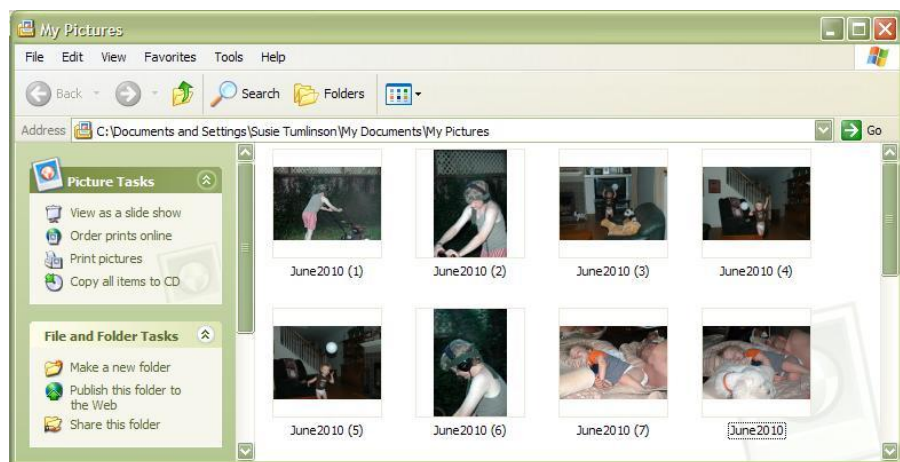 My Pictures
File Edit View Favorites Tools Help
Back Search Folders
Address C:\Documents and Settings\Susie Tumlinson\My Documents\My Pictures Go
Picture Tasks
View as a slide show
Order prints online
Print pictures
Copy all items to CD
File and Folder Tasks
Make a new folder
Publish this folder to
the Web
Share this folder
June2010 (1) June2010 (2) June2010 (3) June2010 (4)
June2010 (5) June2010 (6) June2010 (7) June2010